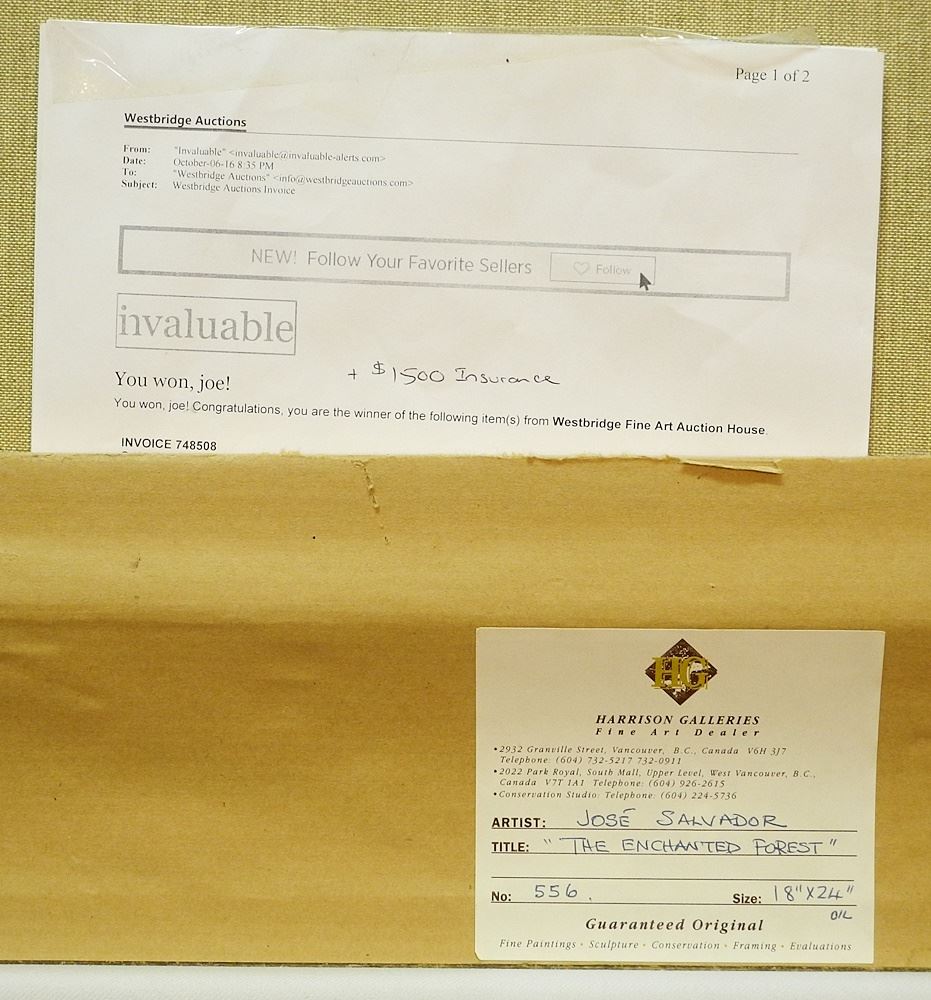 Page 1 of 2
Westbridge Auctions
From: "Invaluable" <invaluable@invaluable-alerts.com>
Date: October-06-16 8:35 PM
To: "Westbridge Auctions" <info@westbridgeauctions.com>
Subject: Westbridge Auctions Invoice
NEW! Follow Your Favorite Sellers Follow
invaluable
+ $1500 Insurance
You won, joe!
You won, joe! Congratulations, you are the winner of the following item(s) from Westbridge Fine Art Auction House.
INVOICE 748508
HG
HARRISON GALLERIES
Fine Art Dealer
•2932 Granville Street, Vancouver, B.C., Canada V6H 3J7
Telephone: (604) 732-5217 732-0911
•2022 Park Royal, South Mall, Upper Level, West Vancouver, B.C.,
Canada V7T 1A1 Telephone: (604) 926-2615
•Conservation Studio: Telephone: (604) 224-5736
ARTIST: JOSÉ SALVADOR
TITLE: "THE ENCHANTED FOREST"
No: 556. Size: 18"X24"
OIL
Guaranteed Original
Fine Paintings • Sculpture • Conservation • Framing • Evaluations